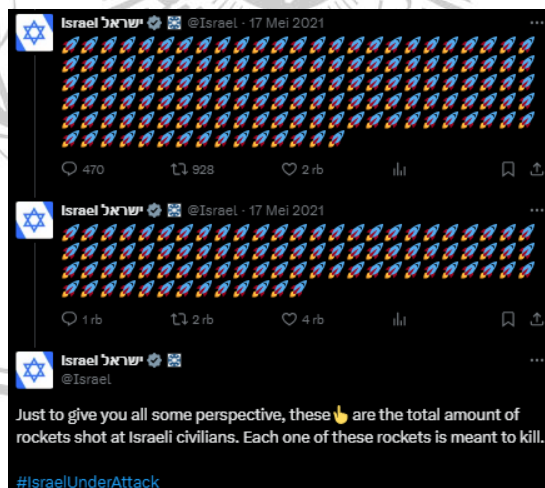 Israel ישראל @Israel · 17 Mei 2021
🚀🚀🚀🚀🚀🚀🚀🚀🚀🚀🚀🚀🚀🚀🚀🚀🚀🚀🚀🚀🚀🚀🚀🚀🚀
🚀🚀🚀🚀🚀🚀🚀🚀🚀🚀🚀🚀🚀🚀🚀🚀🚀🚀🚀🚀🚀🚀🚀🚀🚀
🚀🚀🚀🚀🚀🚀🚀🚀🚀🚀🚀🚀🚀🚀🚀🚀🚀🚀🚀🚀🚀🚀🚀🚀🚀
🚀🚀🚀🚀🚀🚀🚀🚀🚀🚀🚀🚀🚀🚀🚀🚀🚀🚀🚀🚀🚀🚀🚀🚀🚀
🚀🚀🚀🚀🚀🚀🚀🚀🚀🚀🚀🚀🚀🚀🚀🚀🚀🚀🚀🚀🚀🚀🚀🚀🚀
🚀🚀🚀🚀🚀🚀🚀🚀🚀🚀🚀🚀🚀🚀🚀
470 928 2 rb
Israel ישראל @Israel · 17 Mei 2021
🚀🚀🚀🚀🚀🚀🚀🚀🚀🚀🚀🚀🚀🚀🚀🚀🚀🚀🚀🚀🚀🚀🚀🚀🚀
🚀🚀🚀🚀🚀🚀🚀🚀🚀🚀🚀🚀🚀🚀🚀🚀🚀🚀🚀🚀🚀🚀🚀🚀🚀
🚀🚀🚀🚀🚀🚀🚀🚀🚀🚀🚀🚀🚀🚀🚀🚀🚀🚀🚀🚀🚀🚀🚀🚀🚀
🚀🚀🚀🚀🚀🚀🚀🚀🚀🚀🚀🚀🚀
1 rb 2 rb 4 rb
Israel ישראל
@Israel
Just to give you all some perspective, these👆 are the total amount of
rockets shot at Israeli civilians. Each one of these rockets is meant to kill.
#IsraelUnderAttack